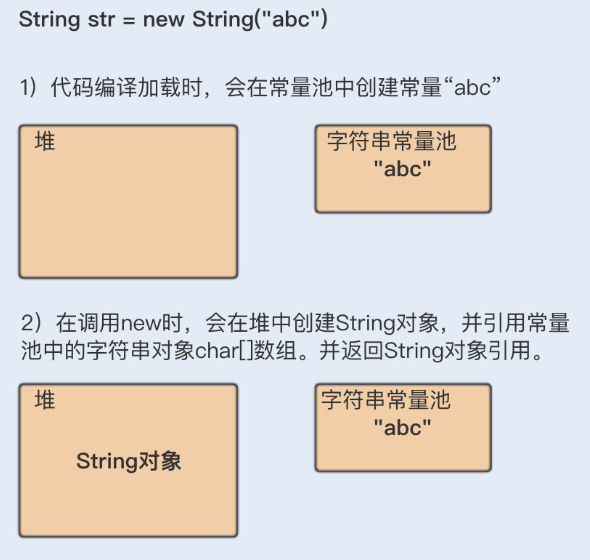 String str = new String("abc")
1）代码编译加载时，会在常量池中创建常量“abc”
堆
字符串常量池
"abc"
2）在调用new时，会在堆中创建String对象，并引用常量
池中的字符串对象char[]数组。并返回String对象引用。
堆
字符串常量池
"abc"
String对象